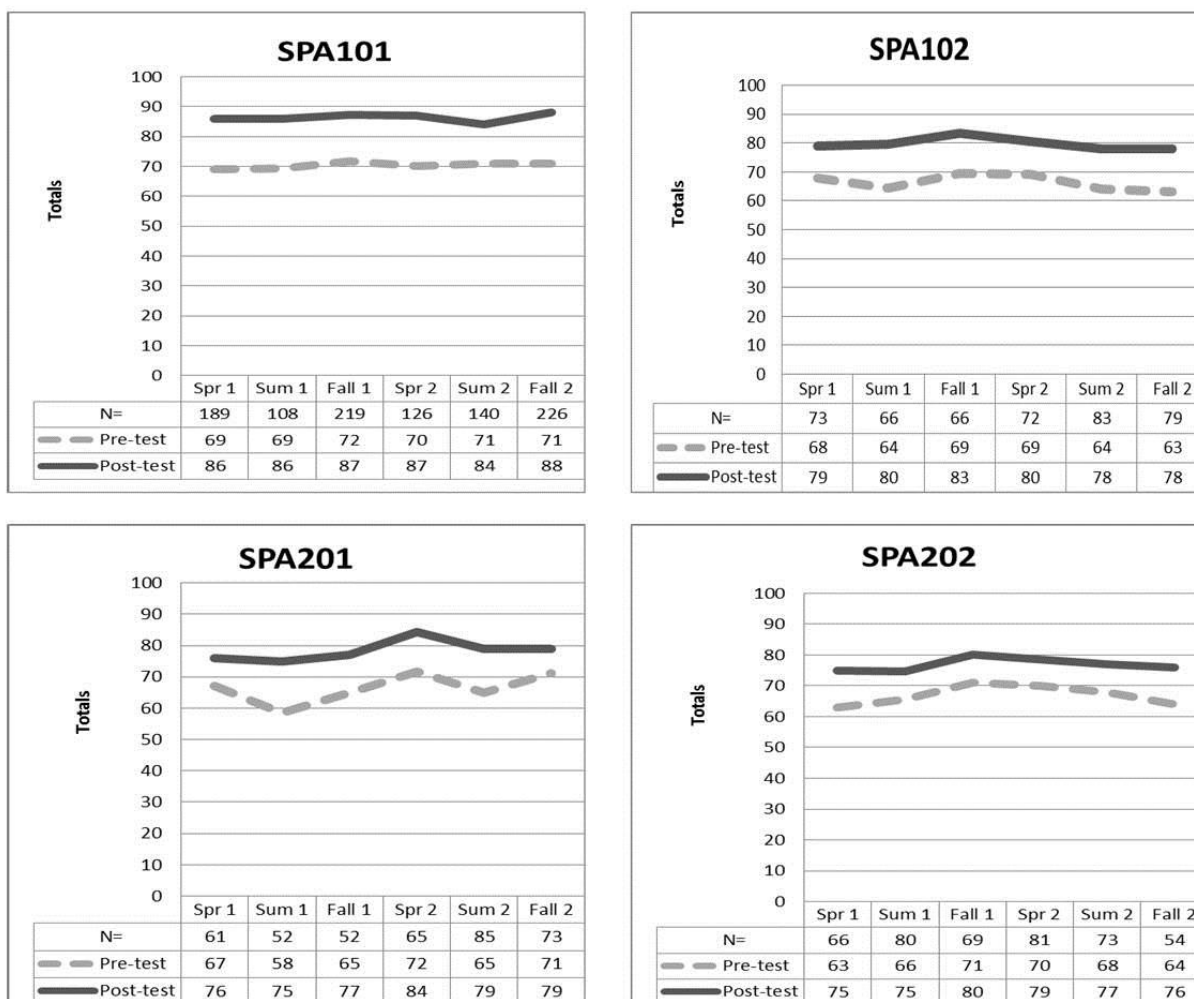 SPA101
100
90
80
70
60
50
40
30
20
10
0
Totals
Spr 1 Sum 1 Fall 1 Spr 2 Sum 2 Fall 2
N= 189 108 219 126 140 226
Pre-test 69 69 72 70 71 71
Post-test 86 86 87 87 84 88
SPA102
100
90
80
70
60
50
40
30
20
10
0
Totals
Spr 1 Sum 1 Fall 1 Spr 2 Sum 2 Fall 2
N= 73 66 66 72 83 79
Pre-test 68 64 69 69 64 63
Post-test 79 80 83 80 78 78
SPA201
100
90
80
70
60
50
40
30
20
10
0
Totals
Spr 1 Sum 1 Fall 1 Spr 2 Sum 2 Fall 2
N= 61 52 52 65 85 73
Pre-test 67 58 65 72 65 71
Post-test 76 75 77 84 79 79
SPA202
100
90
80
70
60
50
40
30
20
10
0
Totals
Spr 1 Sum 1 Fall 1 Spr 2 Sum 2 Fall 2
N= 66 80 69 81 73 54
Pre-test 63 66 71 70 68 64
Post-test 75 75 80 79 77 76